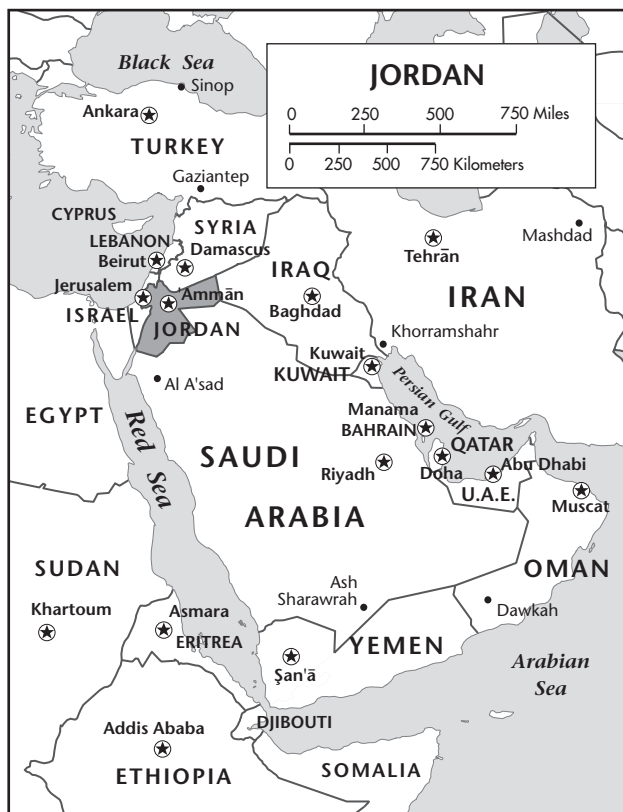 Black Sea
Sinop
JORDAN
0 250 500 750 Miles
0 250 500 750 Kilometers
Ankara
TURKEY
Gaziantep
CYPRUS
SYRIA
LEBANON
Beirut
Damascus
Tehrān
Mashdad
IRAQ
Jerusalem
Ammān
Baghdad
IRAN
ISRAEL
JORDAN
Khorramshahr
Kuwait
KUWAIT
Al A'sad
Persian Gulf
EGYPT
Red Sea
Manama
BAHRAIN
QATAR
SAUDI
Riyadh
Doha
Abu Dhabi
U.A.E.
Muscat
ARABIA
SUDAN
OMAN
Ash
Sharawrah
Dawkah
Khartoum
Asmara
ERITREA
YEMEN
Şan'ā
Arabian
Sea
DJIBOUTI
Addis Ababa
ETHIOPIA
SOMALIA